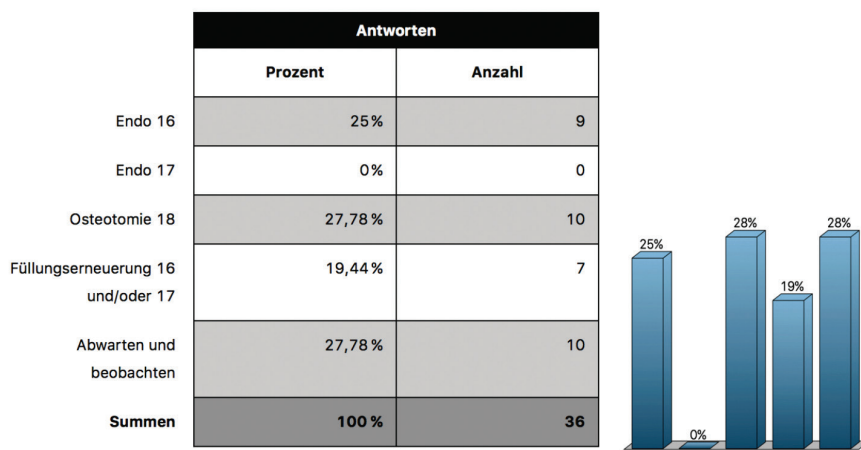 Antworten
Prozent Anzahl
Endo 16 25 % 9
Endo 17 0 % 0
Osteotomie 18 27,78 % 10
Füllungserneuerung 16 19,44 % 7
und/oder 17
Abwarten und 27,78 % 10
beobachten
Summen 100 % 36
25%
0%
28%
19%
28%